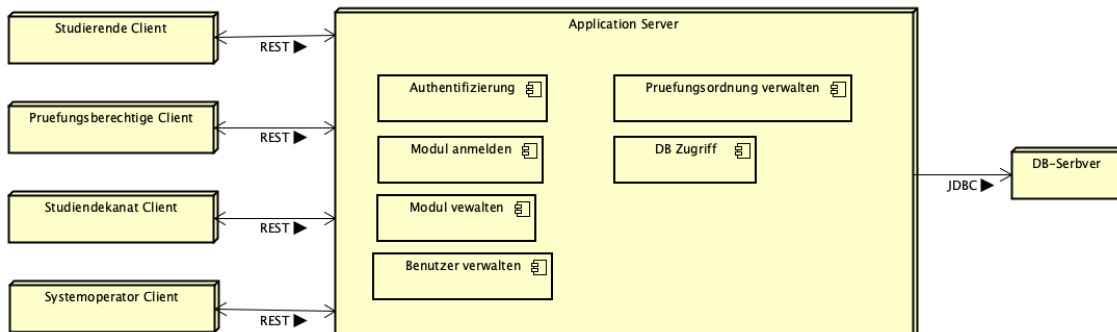 Studierende Client
REST ▶
Pruefungsberechtige Client
REST ▶
Studiendekanat Client
REST ▶
Systemoperator Client
REST ▶
Application Server
Authentifizierung
Pruefungsordnung verwalten
Modul anmelden
DB Zugriff
Modul vewalten
Benutzer verwalten
JDBC ▶
DB-Serbver